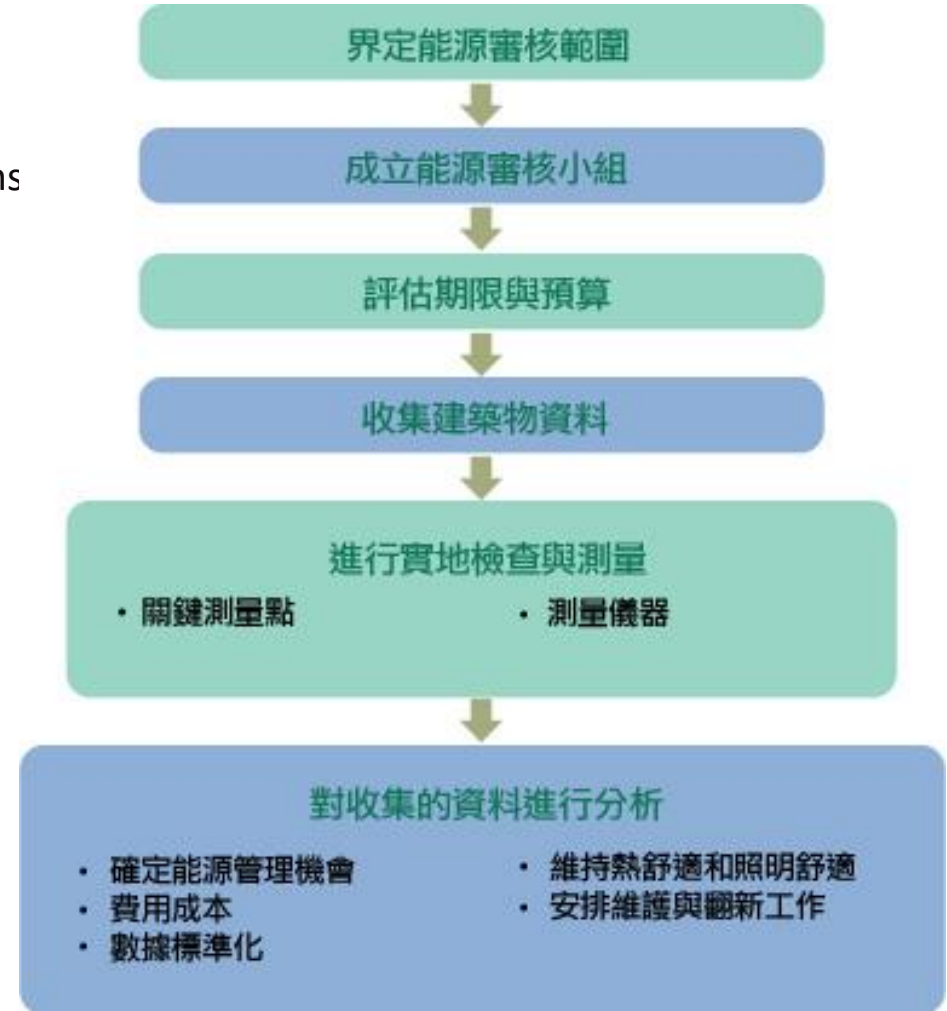 界定能源審核範圍
成立能源審核小組
ns
評估期限與預算
收集建築物資料
進行實地檢查與測量
・關鍵測量點
・測量儀器
對收集的資料進行分析
・確定能源管理機會
・費用成本
・數據標準化
・維持熱舒適和照明舒適
・安排維護與翻新工作